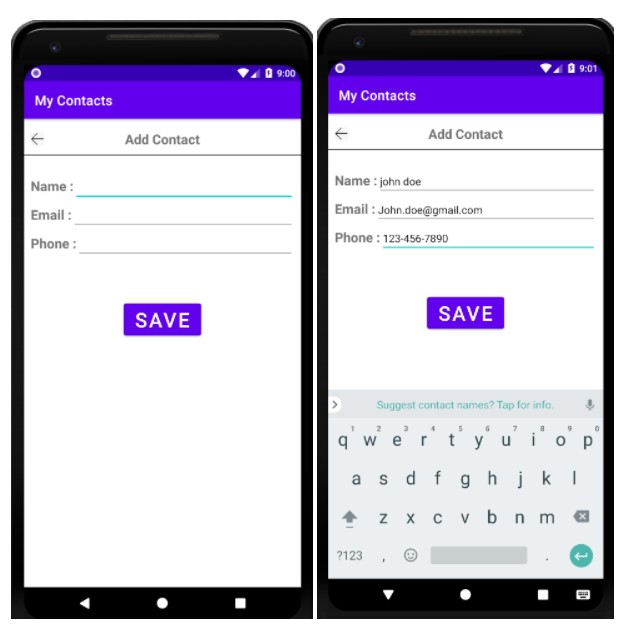 9:00
My Contacts
Add Contact
Name :
Email :
Phone :
SAVE
9:01
My Contacts
Add Contact
Name : john doe
Email : John.doe@gmail.com
Phone : 123-456-7890
SAVE
Suggest contact names? Tap for info.
1 2 3 4 5 6 7 8 9 0
q w e r t y u i o p
a s d f g h j k l
z x c v b n m
?123 , .